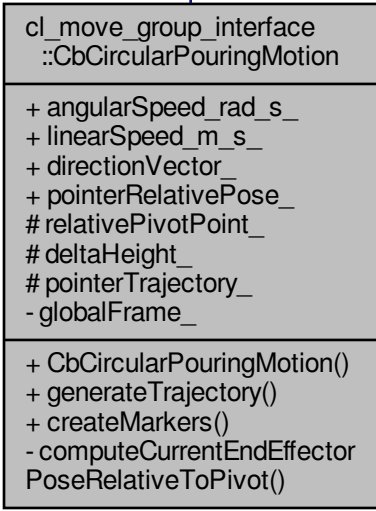 cl_move_group_interface
::CbCircularPouringMotion
+ angularSpeed_rad_s_
+ linearSpeed_m_s_
+ directionVector_
+ pointerRelativePose_
# relativePivotPoint_
# deltaHeight_
# pointerTrajectory_
- globalFrame_
+ CbCircularPouringMotion()
+ generateTrajectory()
+ createMarkers()
- computeCurrentEndEffector
PoseRelativeToPivot()